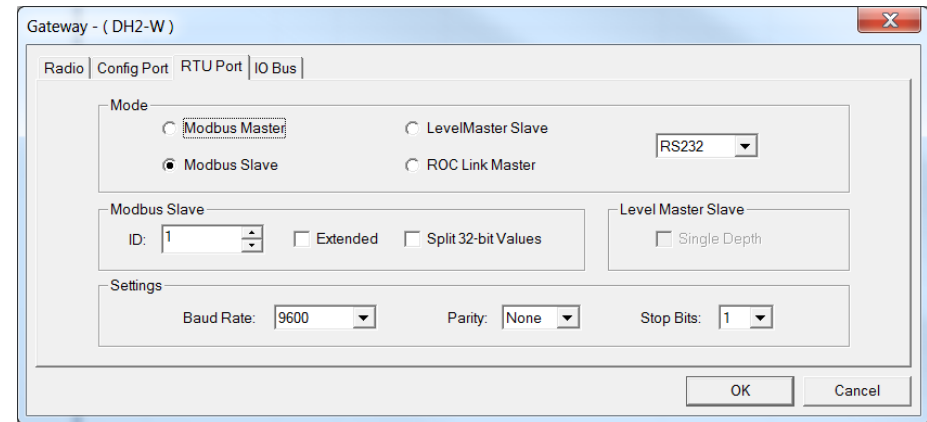 Gateway - ( DH2-W )
Radio Config Port RTU Port IO Bus
Mode
Modbus Master LevelMaster Slave
RS232
Modbus Slave ROC Link Master
Modbus Slave Level Master Slave
ID: 1 Extended Split 32-bit Values Single Depth
Settings
Baud Rate: 9600 Parity: None Stop Bits: 1
OK Cancel